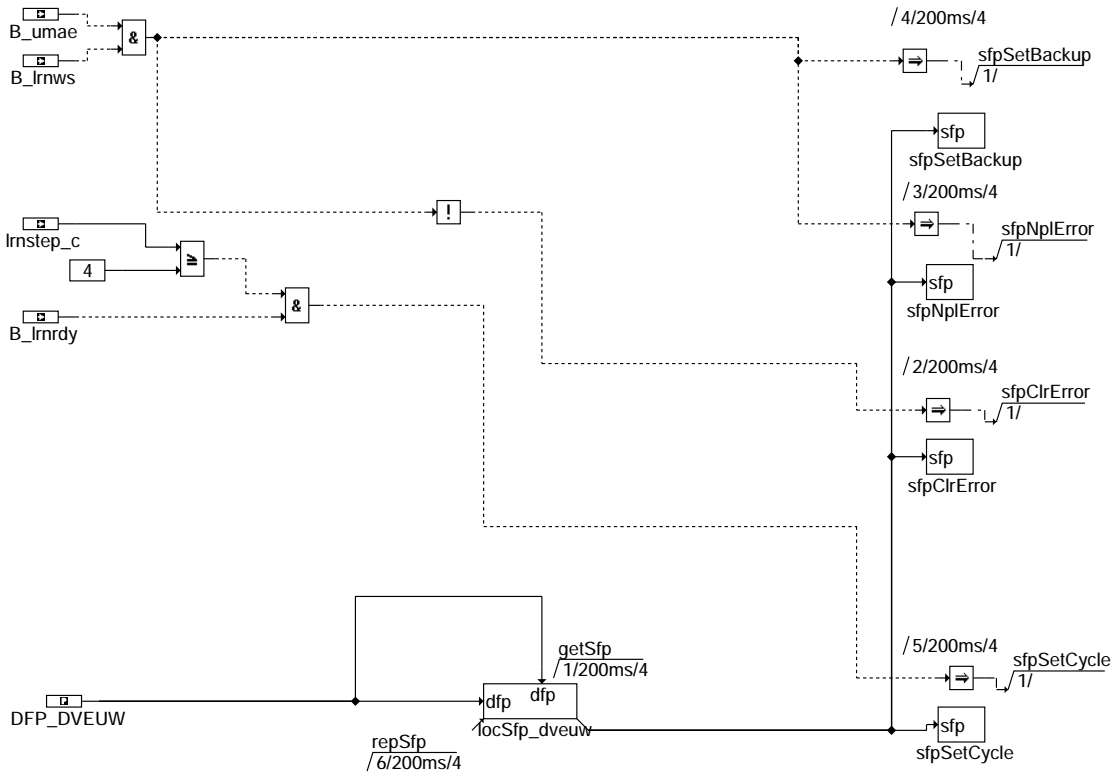 B_umae
&
B_lrnws
/4/200ms/4
⇒
sfpSetBackup
1/
sfp
sfpSetBackup
!
/3/200ms/4
⇒
sfpNplError
1/
lrnstep_c
4
≥
sfp
sfpNplError
&
B_lrnrdy
/2/200ms/4
⇒
sfpClrError
1/
sfp
sfpClrError
/5/200ms/4
⇒
sfpSetCycle
1/
getSfp
1/200ms/4
P
DFP_DVEUW
dfp
dfp
locSfp_dveuw
repSfp
6/200ms/4
sfp
sfpSetCycle